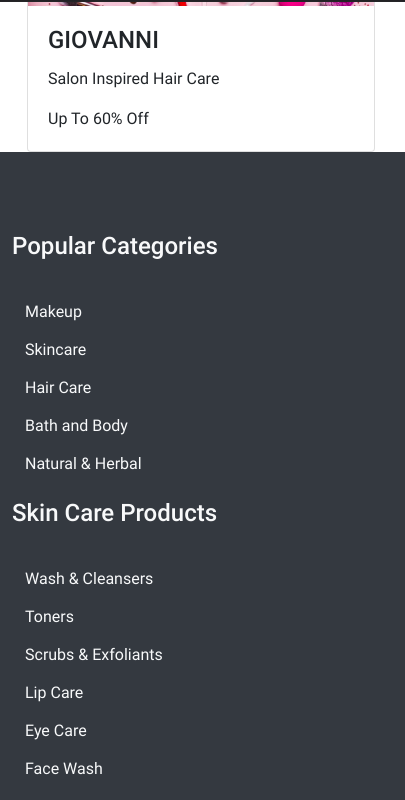 GIOVANNI
Salon Inspired Hair Care
Up To 60% Off
Popular Categories
Makeup
Skincare
Hair Care
Bath and Body
Natural & Herbal
Skin Care Products
Wash & Cleansers
Toners
Scrubs & Exfoliants
Lip Care
Eye Care
Face Wash